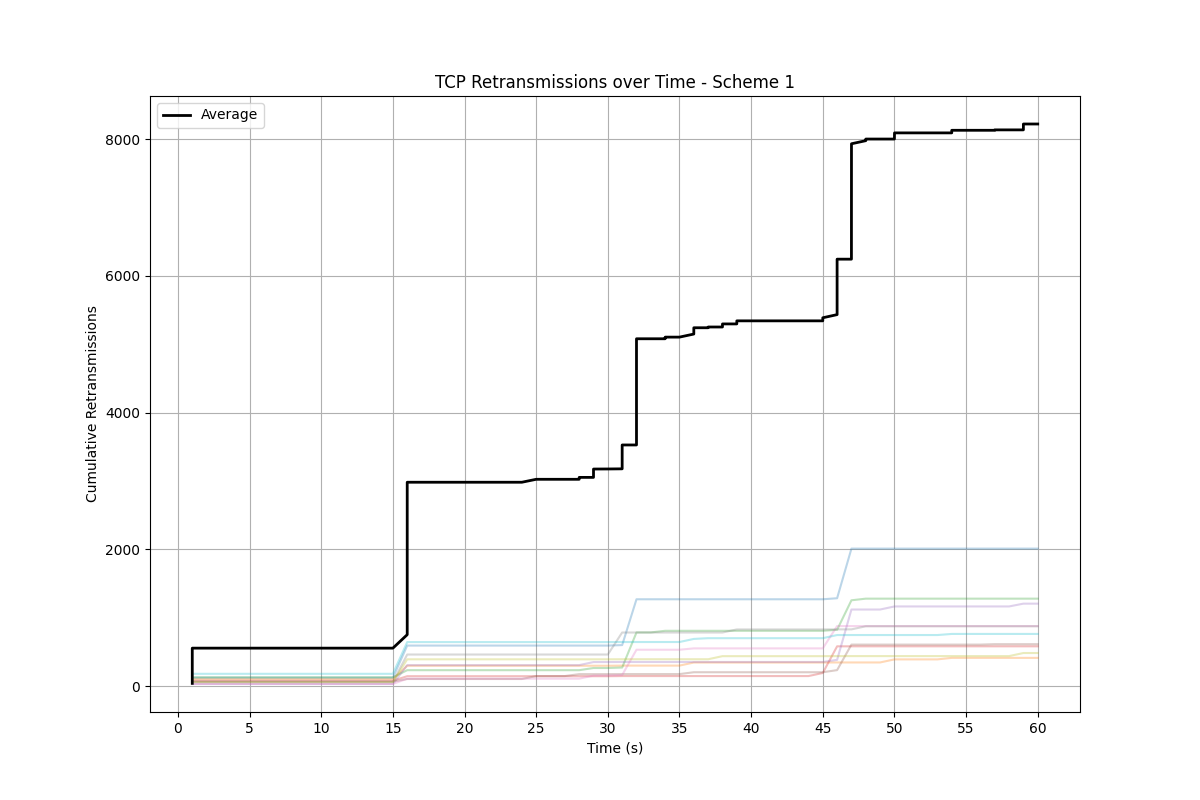 TCP Retransmissions over Time - Scheme 1
Average
Cumulative Retransmissions
8000
6000
4000
2000
0
0 5 10 15 20 25 30 35 40 45 50 55 60
Time (s)